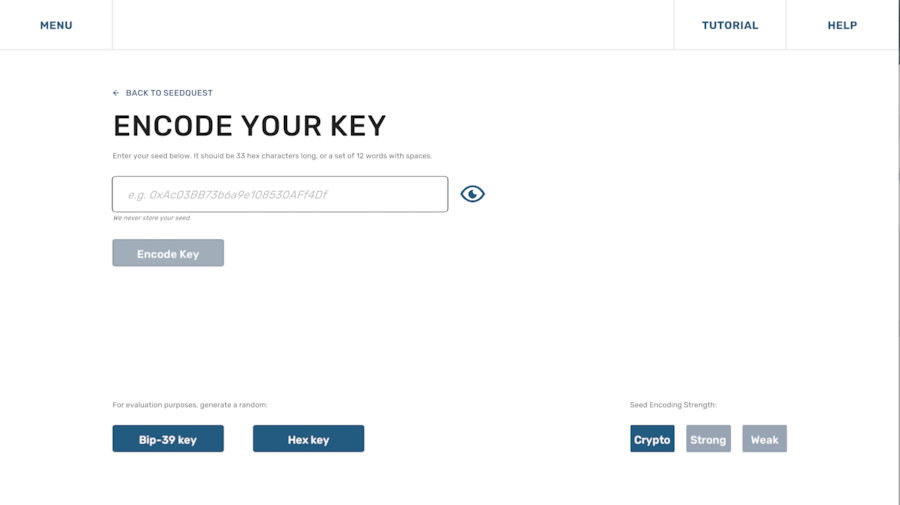 MENU
TUTORIAL
HELP
← BACK TO SEEDQUEST
ENCODE YOUR KEY
Enter your seed below. It should be 33 hex characters long, or a set of 12 words with spaces.
e.g. 0xAc03BB73b6a9e108530AFf4Df
We never store your seed.
Encode Key
For evaluation purposes, generate a random:
Seed Encoding Strength:
Bip-39 key
Hex key
Crypto
Strong
Weak